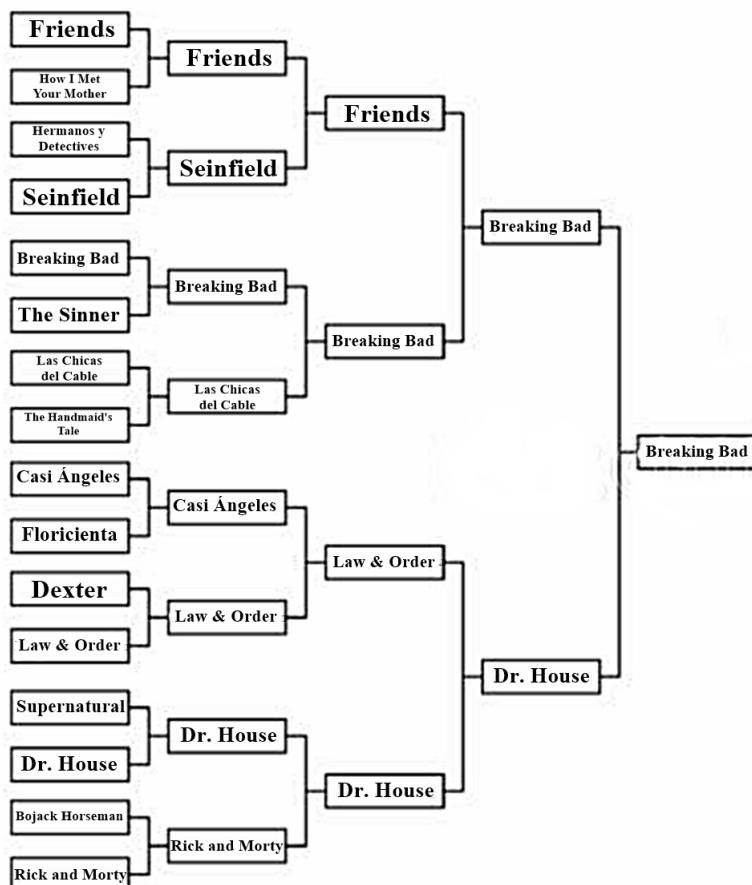 Friends
How I Met
Your Mother
Hermanos y
Detectives
Seinfield
Breaking Bad
The Sinner
Las Chicas
del Cable
The Handmaid's
Tale
Casi Ángeles
Floricienta
Dexter
Law & Order
Supernatural
Dr. House
Bojack Horseman
Rick and Morty
Friends
Seinfield
Breaking Bad
Las Chicas
del Cable
Casi Ángeles
Law & Order
Dr. House
Rick and Morty
Friends
Breaking Bad
Law & Order
Dr. House
Breaking Bad
Dr. House
Breaking Bad